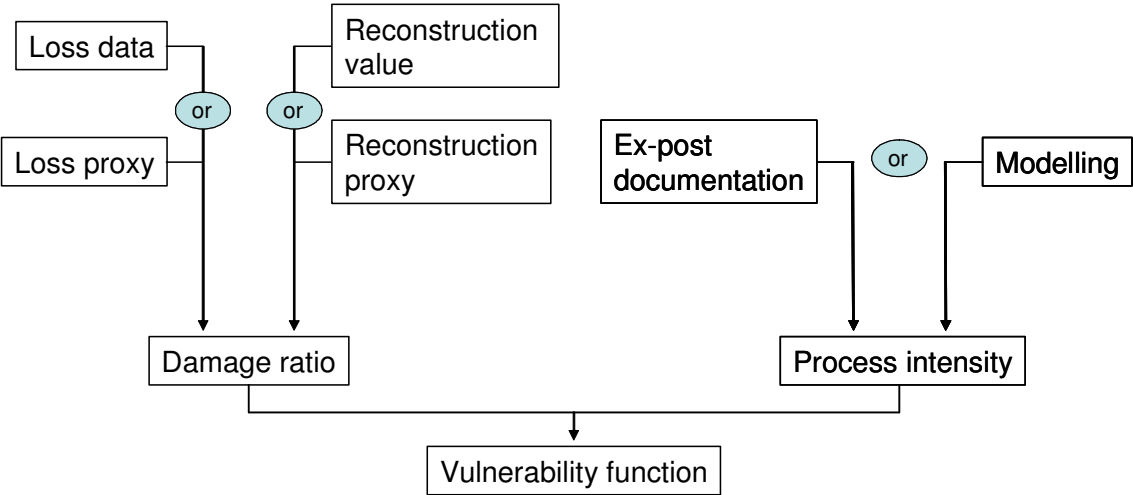 Loss data
or
Loss proxy
Reconstruction
value
or
Reconstruction
proxy
Ex-post
documentation
or
Modelling
Damage ratio
Process intensity
Vulnerability function